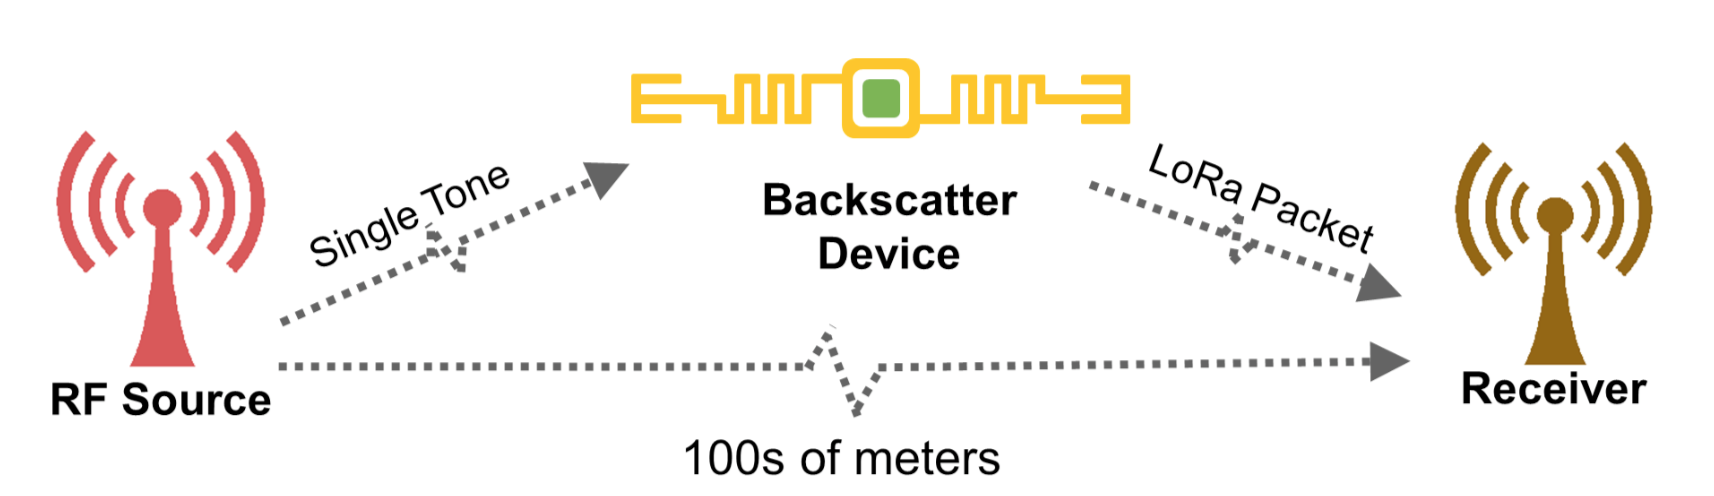 Single Tone
LoRa Packet
Backscatter
Device
RF Source
Receiver
100s of meters